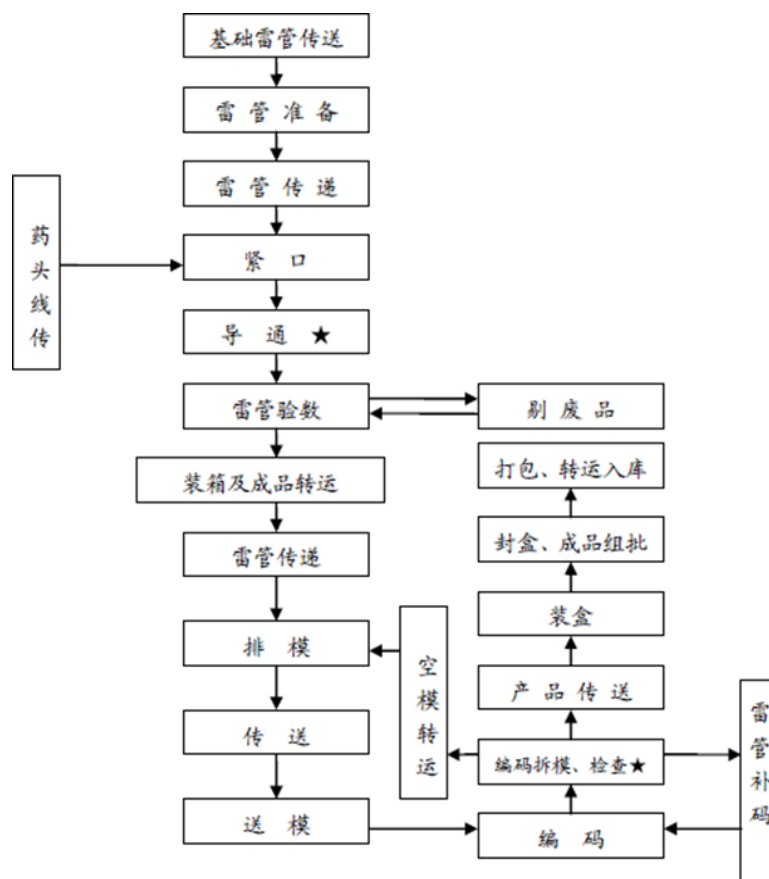 基础雷管传送
雷管准备
雷管传递
药头线传
紧口
导通★
雷管验数
剔废品
装箱及成品转运
打包、转运入库
雷管传递
封盒、成品组批
装盒
排模
空模转运
产品传送
雷管补码
传送
编码拆模、检查★
送模
编码